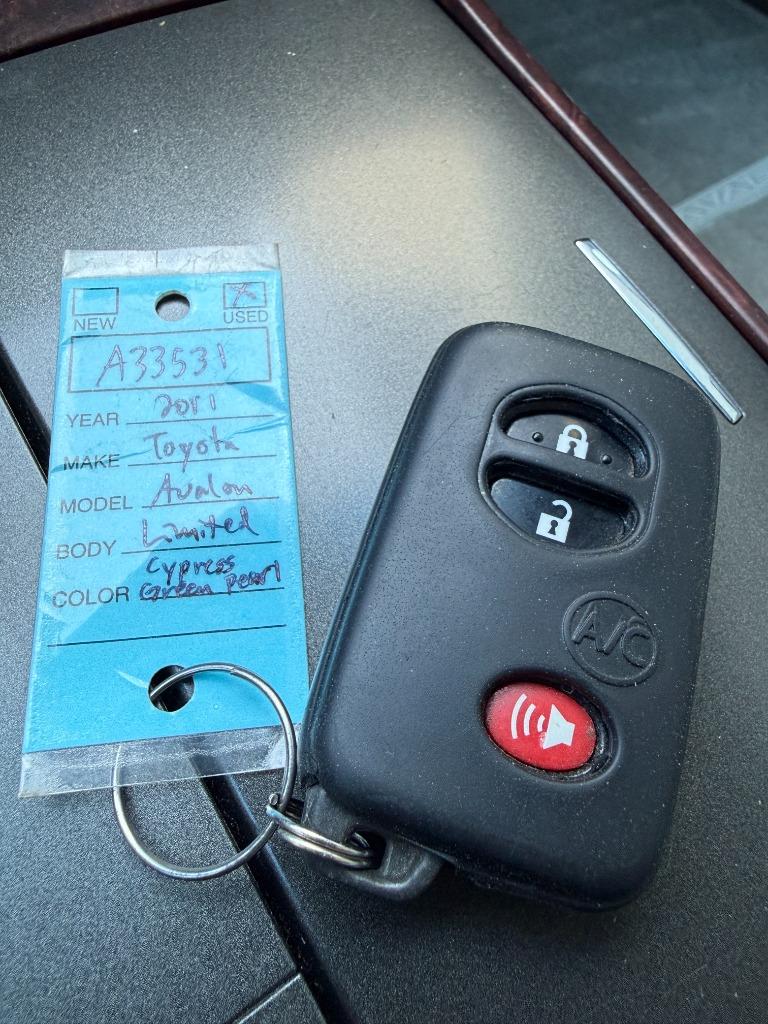 NEW USED
A33531
YEAR 2011
MAKE Toyota
MODEL Avalon
BODY Limited
COLOR Cypress
Green Pearl
A/C